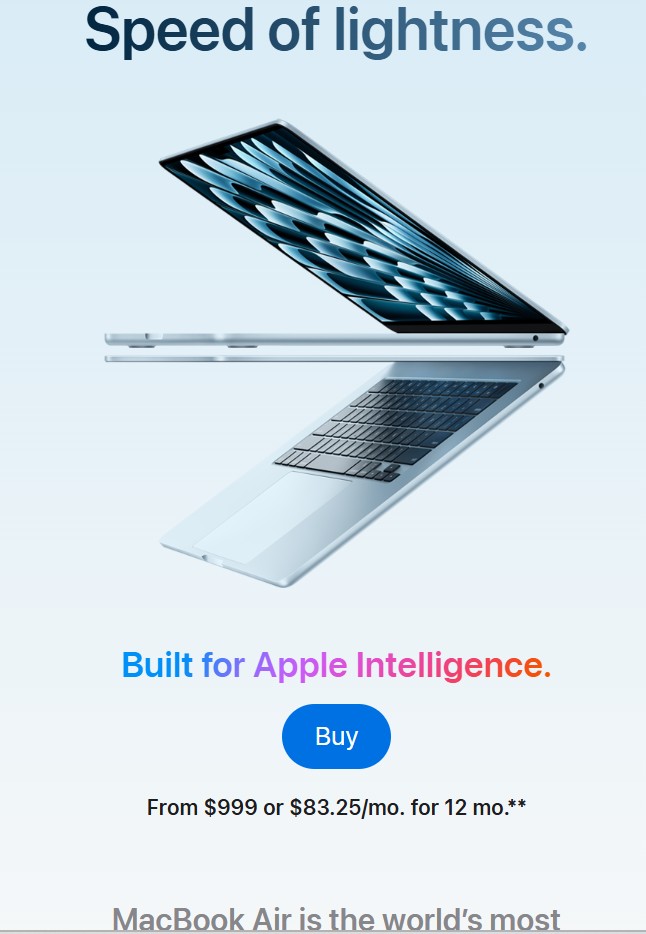 Speed of lightness.
Built for Apple Intelligence.
Buy
From $999 or $83.25/mo. for 12 mo.**
MacBook Air is the world’s most